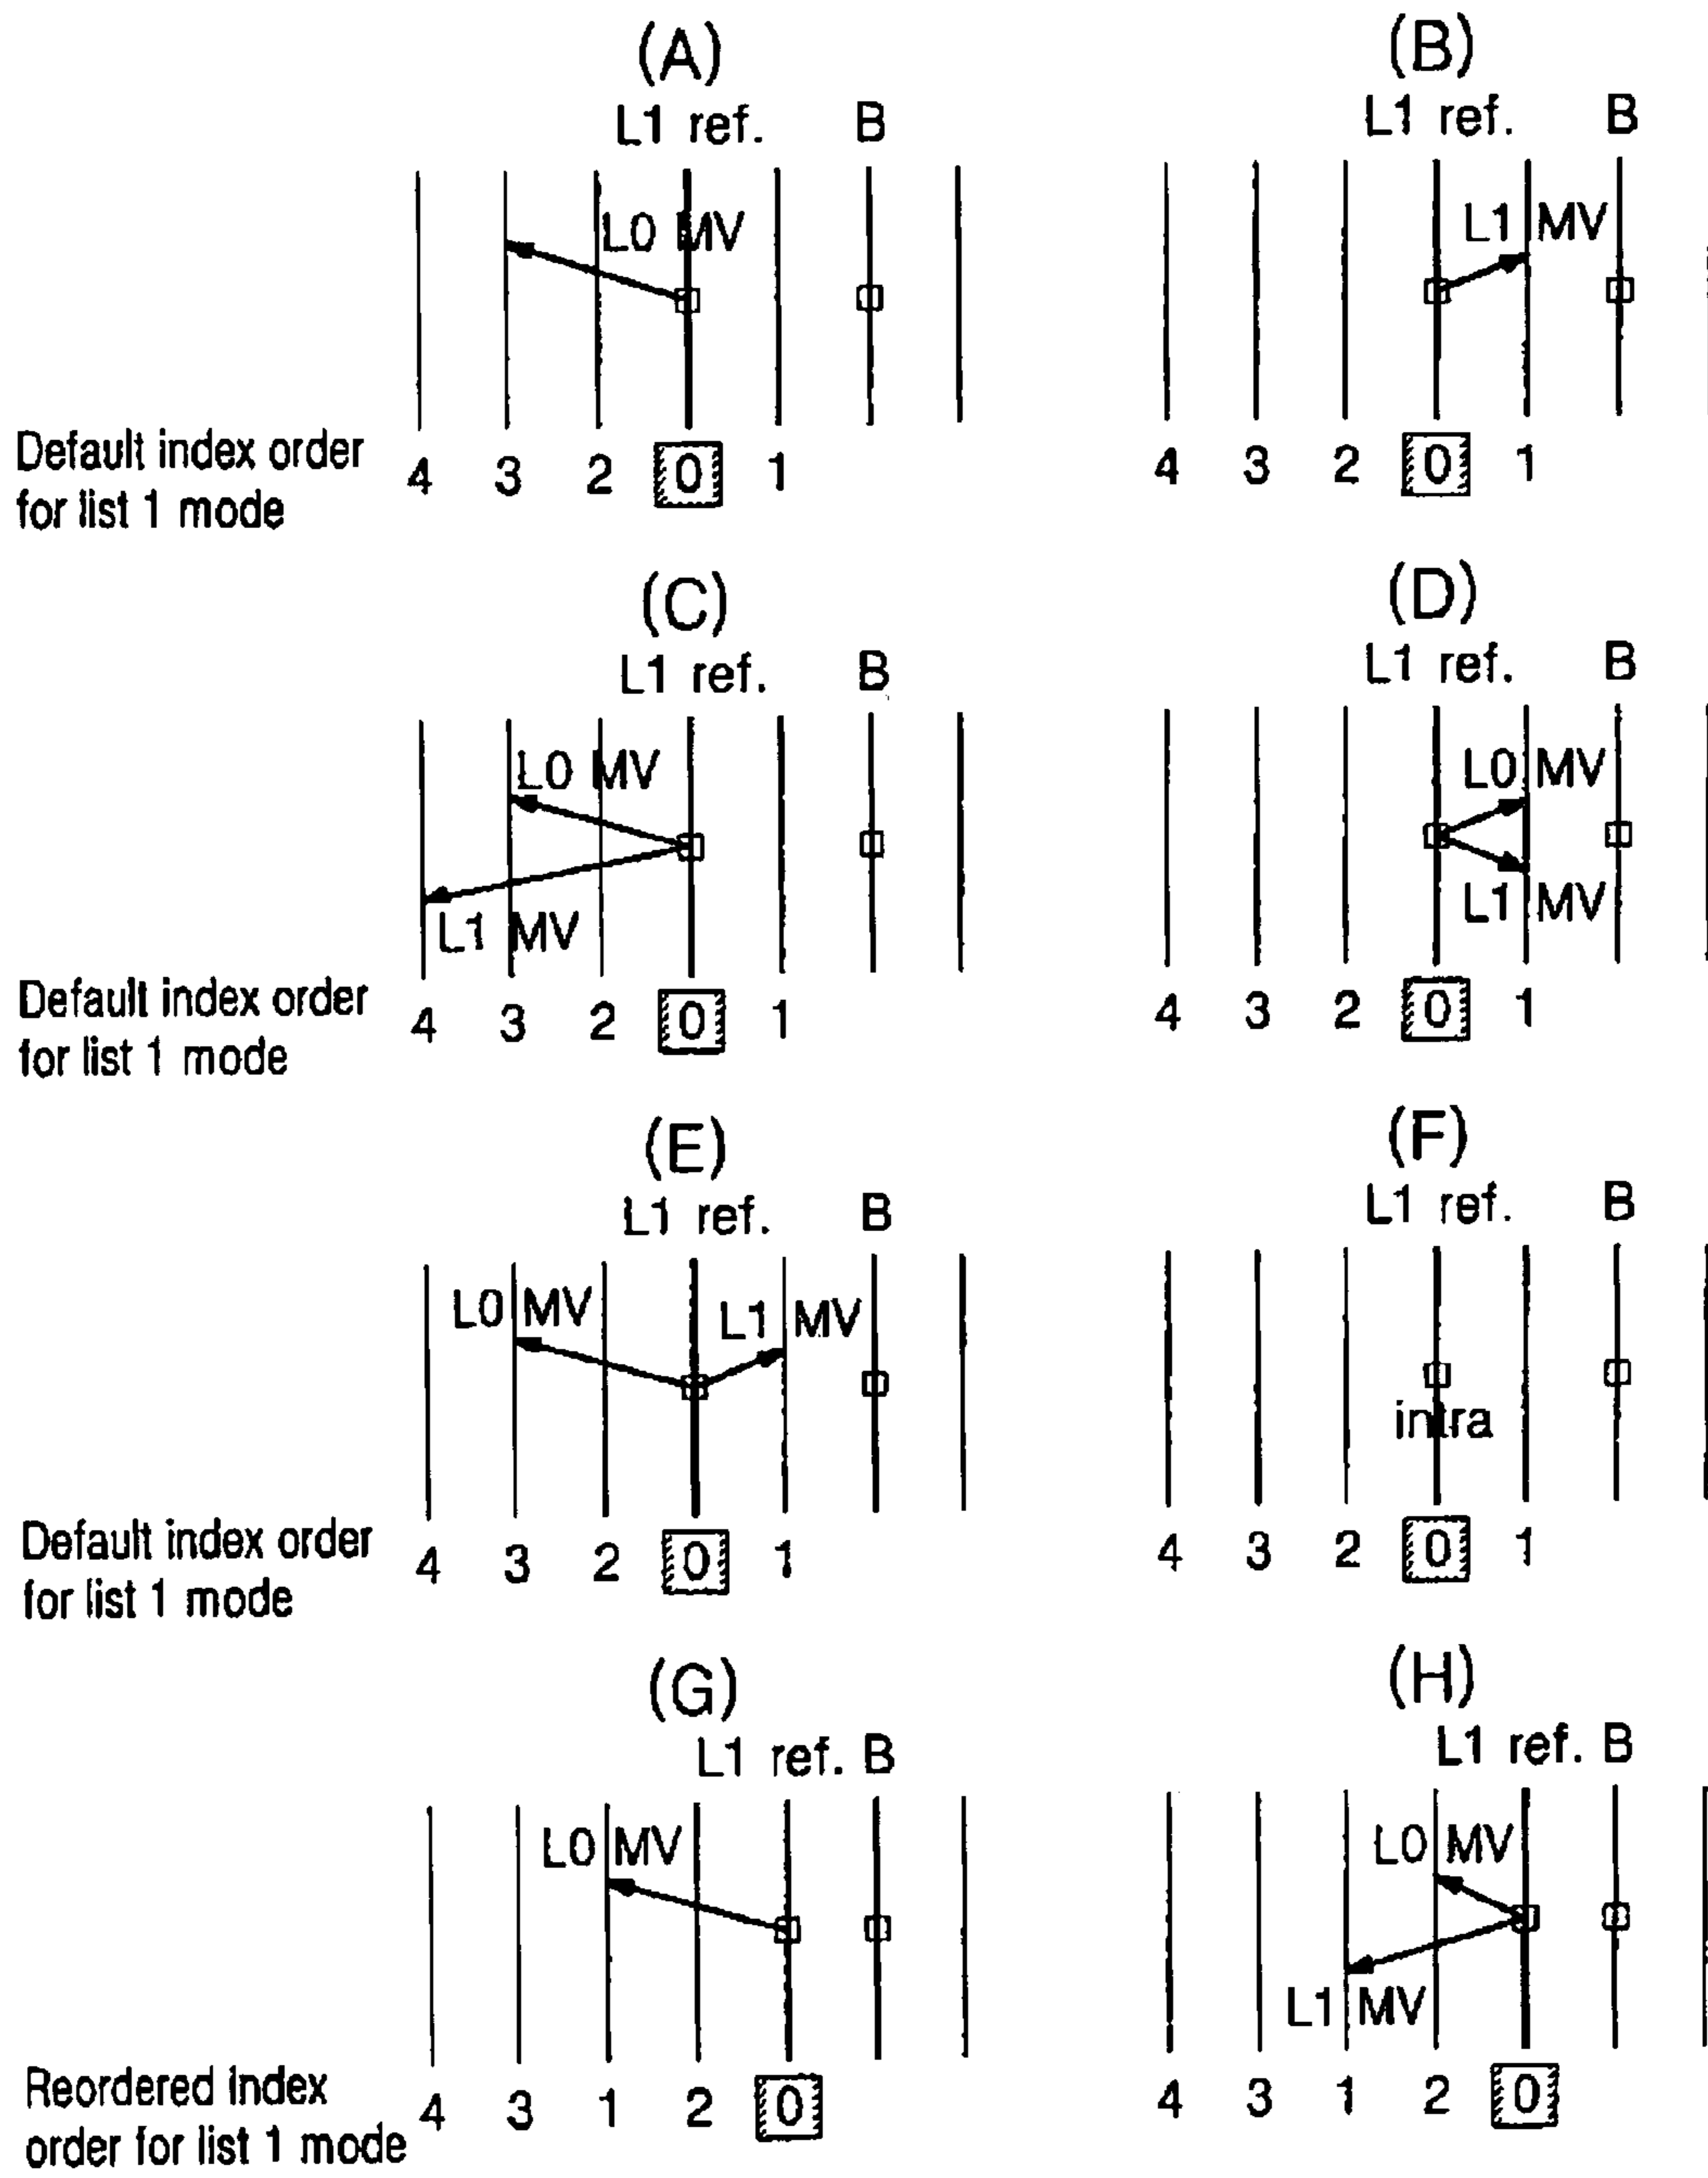 (A) (B)
L1 ref. B L1 ref. B
L0 MV L1 MV
Default index order
for list 1 mode
4 3 2 0 1 4 3 2 0 1
(C) (D)
L1 ref. B L1 ref. B
L0 MV L0 MV
L1 MV L1 MV
Default index order
for list 1 mode
4 3 2 0 1 4 3 2 0 1
(E) (F)
L1 ref. B L1 ref. B
L0 MV L1 MV
intra
Default index order
for list 1 mode
4 3 2 0 1 4 3 2 0 1
(G) (H)
L1 ref. B L1 ref. B
L0 MV L0 MV
L1 MV
Reordered index
order for list 1 mode
4 3 1 2 0 4 3 1 2 0